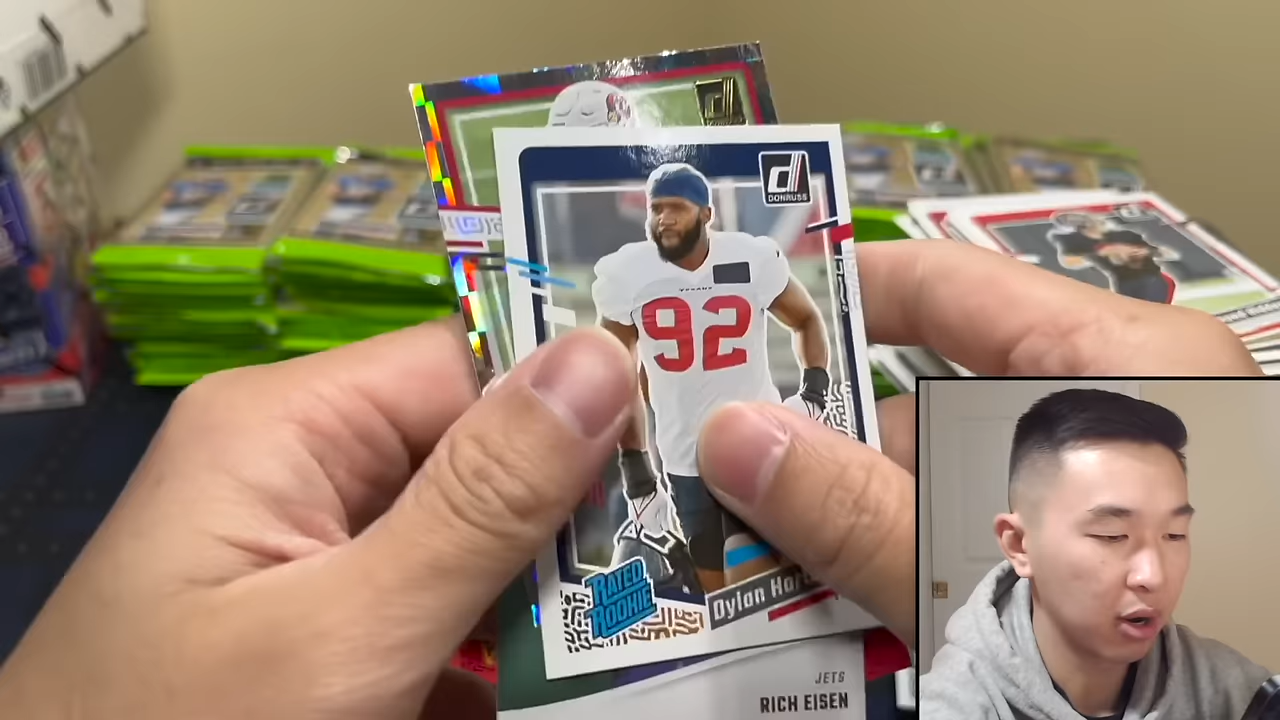 DONRUSS
TEXANS
92
RATED
ROOKIE
Dylan Hor
JETS
RICH EISEN